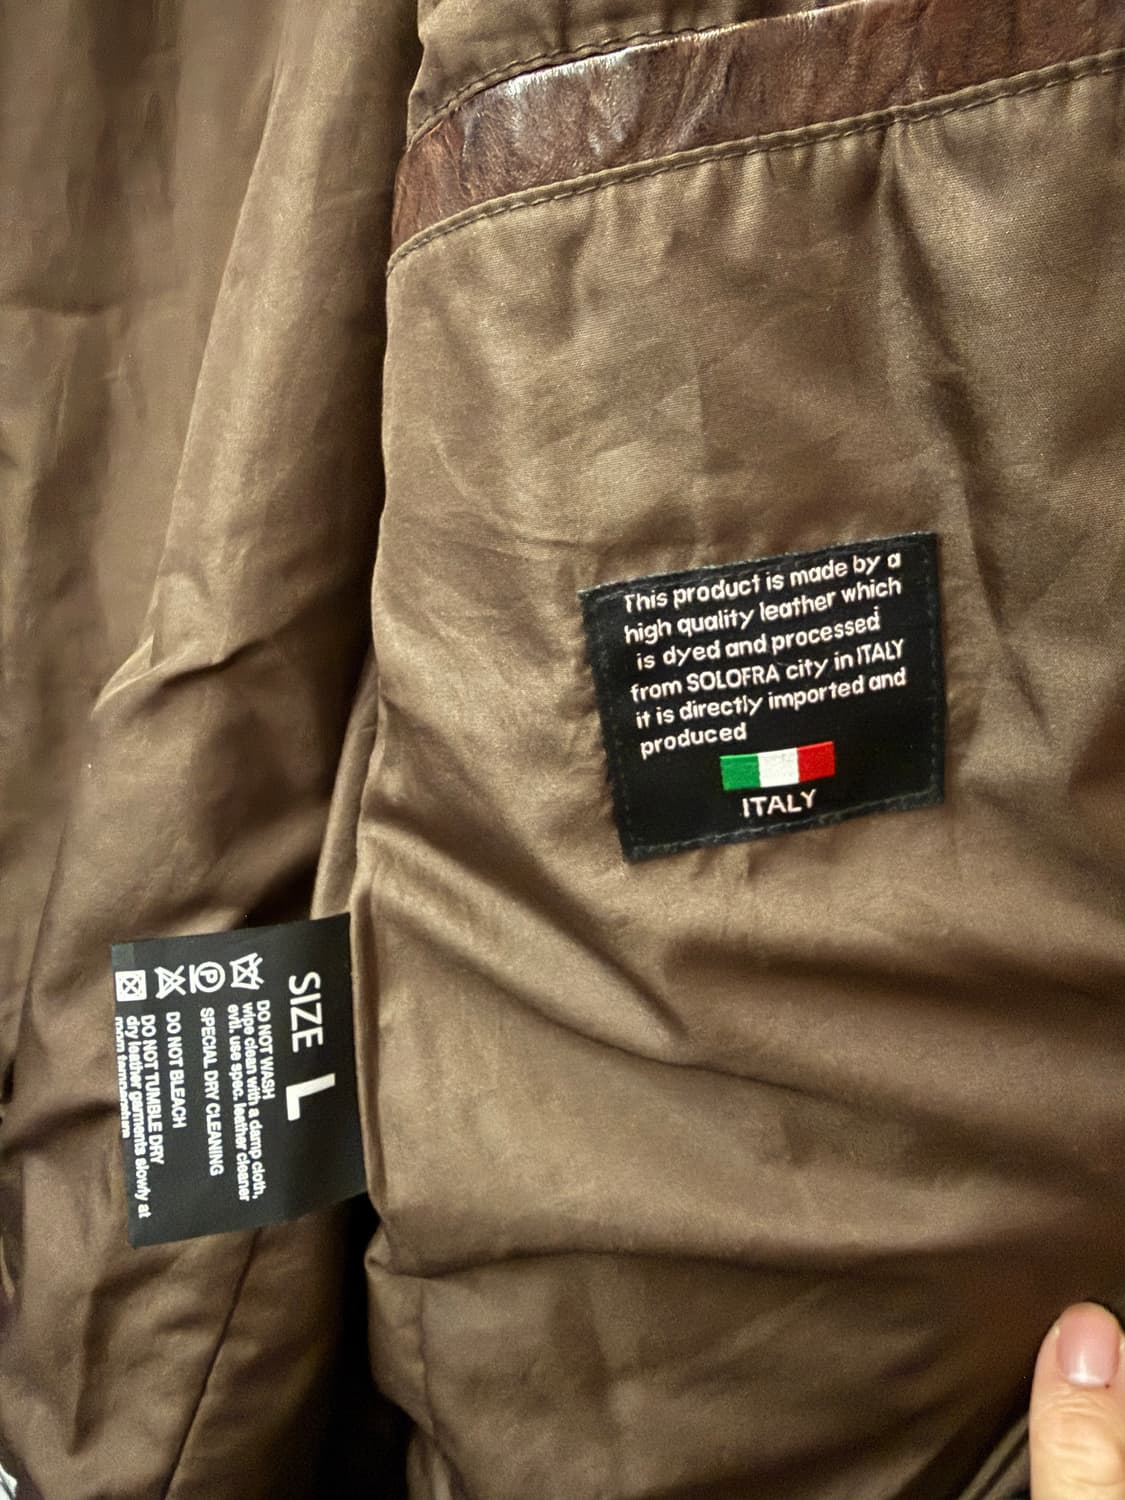 This product is made by a
high quality leather which
is dyed and processed
from SOLOFRA city in ITALY
it is directly imported and
produced
ITALY
SIZE L
DO NOT WASH
wipe clean with a damp cloth,
evtl. use spec. leather cleaner
P
SPECIAL DRY CLEANING
DO NOT BLEACH
DO NOT TUMBLE DRY
dry leather garments slowly at
room temperature